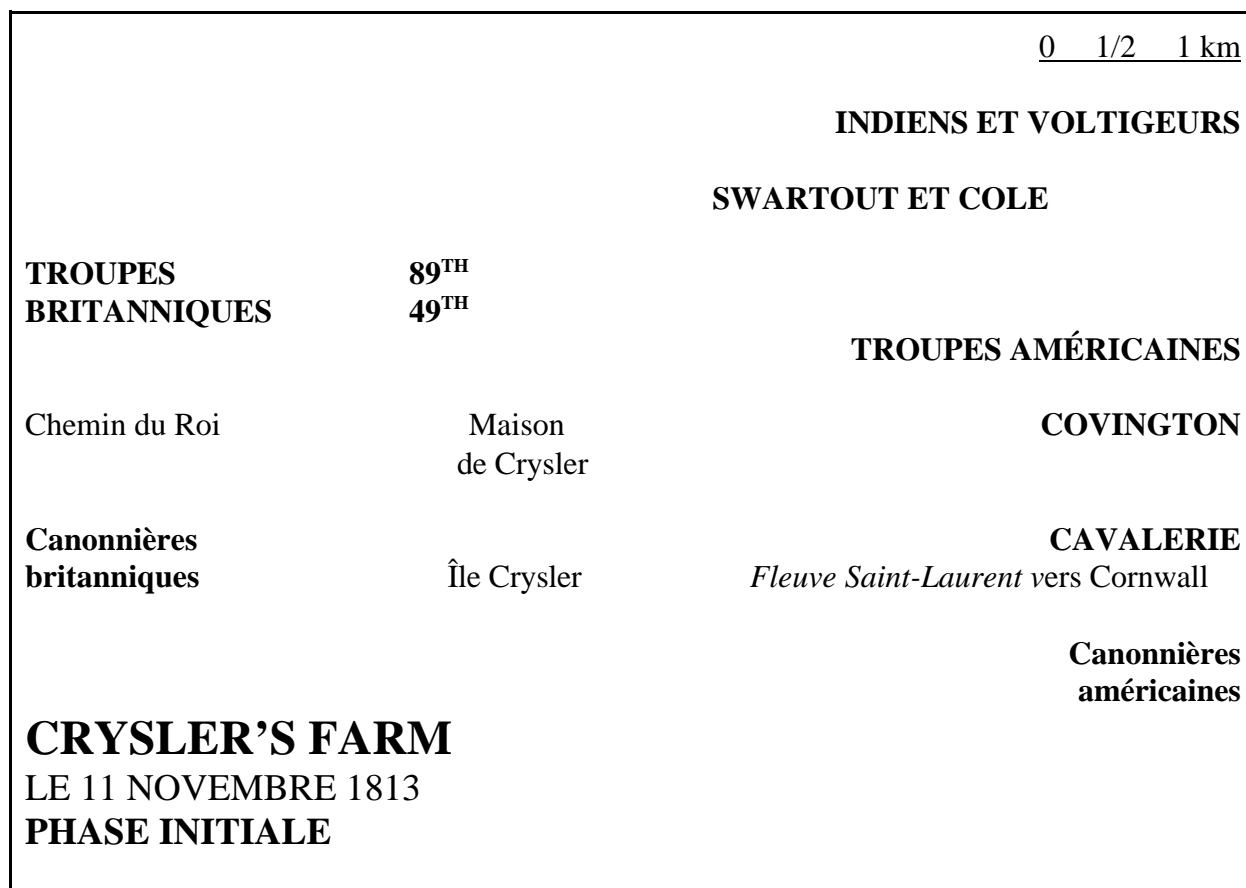 0 1/2 1 km
INDIENS ET VOLTIGEURS
SWARTOUT ET COLE
TROUPES 89TH
BRITANNIQUES 49TH
TROUPES AMÉRICAINES
Chemin du Roi Maison COVINGTON
de Crysler
Canonnières CAVALERIE
britanniques Île Crysler Fleuve Saint-Laurent vers Cornwall
Canonnières
américaines
CRYSLER’S FARM
LE 11 NOVEMBRE 1813
PHASE INITIALE